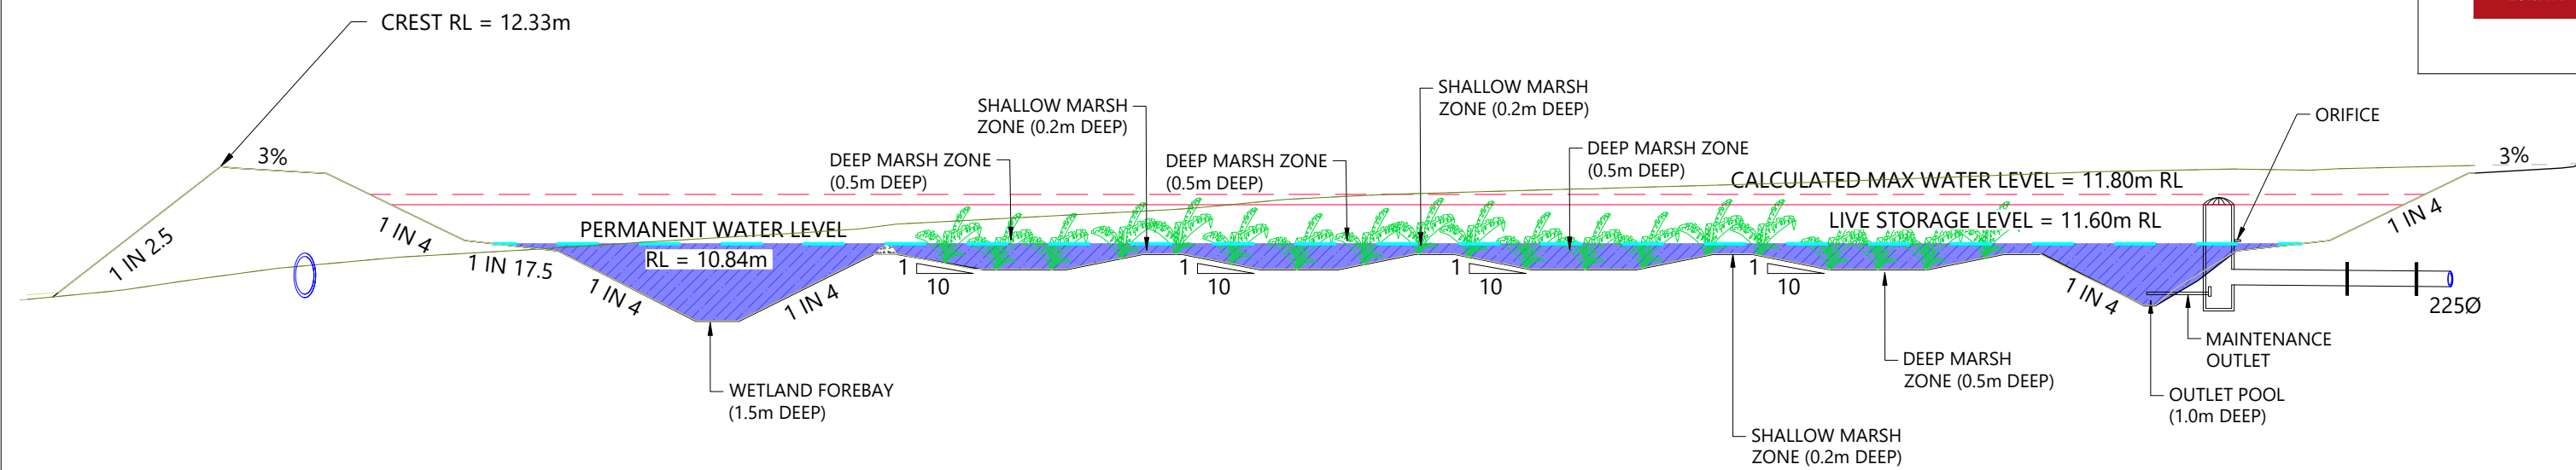 CREST RL = 12.33m
3%
1 IN 2.5
1 IN 4
1 IN 17.5
PERMANENT WATER LEVEL
RL = 10.84m
1 IN 4
1 IN 4
WETLAND FOREBAY
(1.5m DEEP)
DEEP MARSH ZONE
(0.5m DEEP)
SHALLOW MARSH
ZONE (0.2m DEEP)
DEEP MARSH ZONE
(0.5m DEEP)
SHALLOW MARSH
ZONE (0.2m DEEP)
DEEP MARSH ZONE
(0.5m DEEP)
1
10
1
10
1
10
1
10
CALCULATED MAX WATER LEVEL = 11.80m RL
LIVE STORAGE LEVEL = 11.60m RL
ORIFICE
3%
1 IN 4
1 IN 4
225Ø
MAINTENANCE
OUTLET
OUTLET POOL
(1.0m DEEP)
DEEP MARSH
ZONE (0.5m DEEP)
SHALLOW MARSH
ZONE (0.2m DEEP)